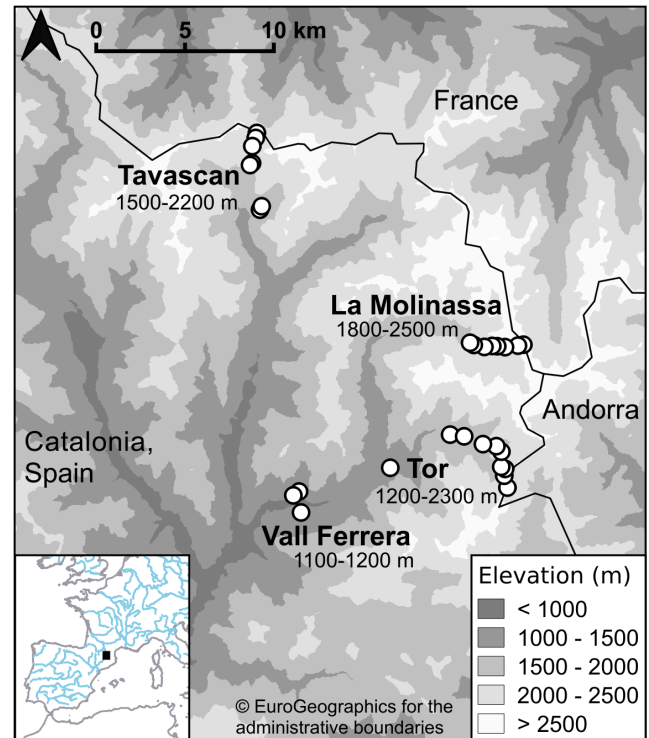 0 5 10 km
France
Tavascan
1500-2200 m
La Molinassa
1800-2500 m
Andorra
Catalonia,
Spain
Tor
1200-2300 m
Vall Ferrera
1100-1200 m
Elevation (m)
< 1000
1000 - 1500
1500 - 2000
2000 - 2500
> 2500
© EuroGeographics for the
administrative boundaries